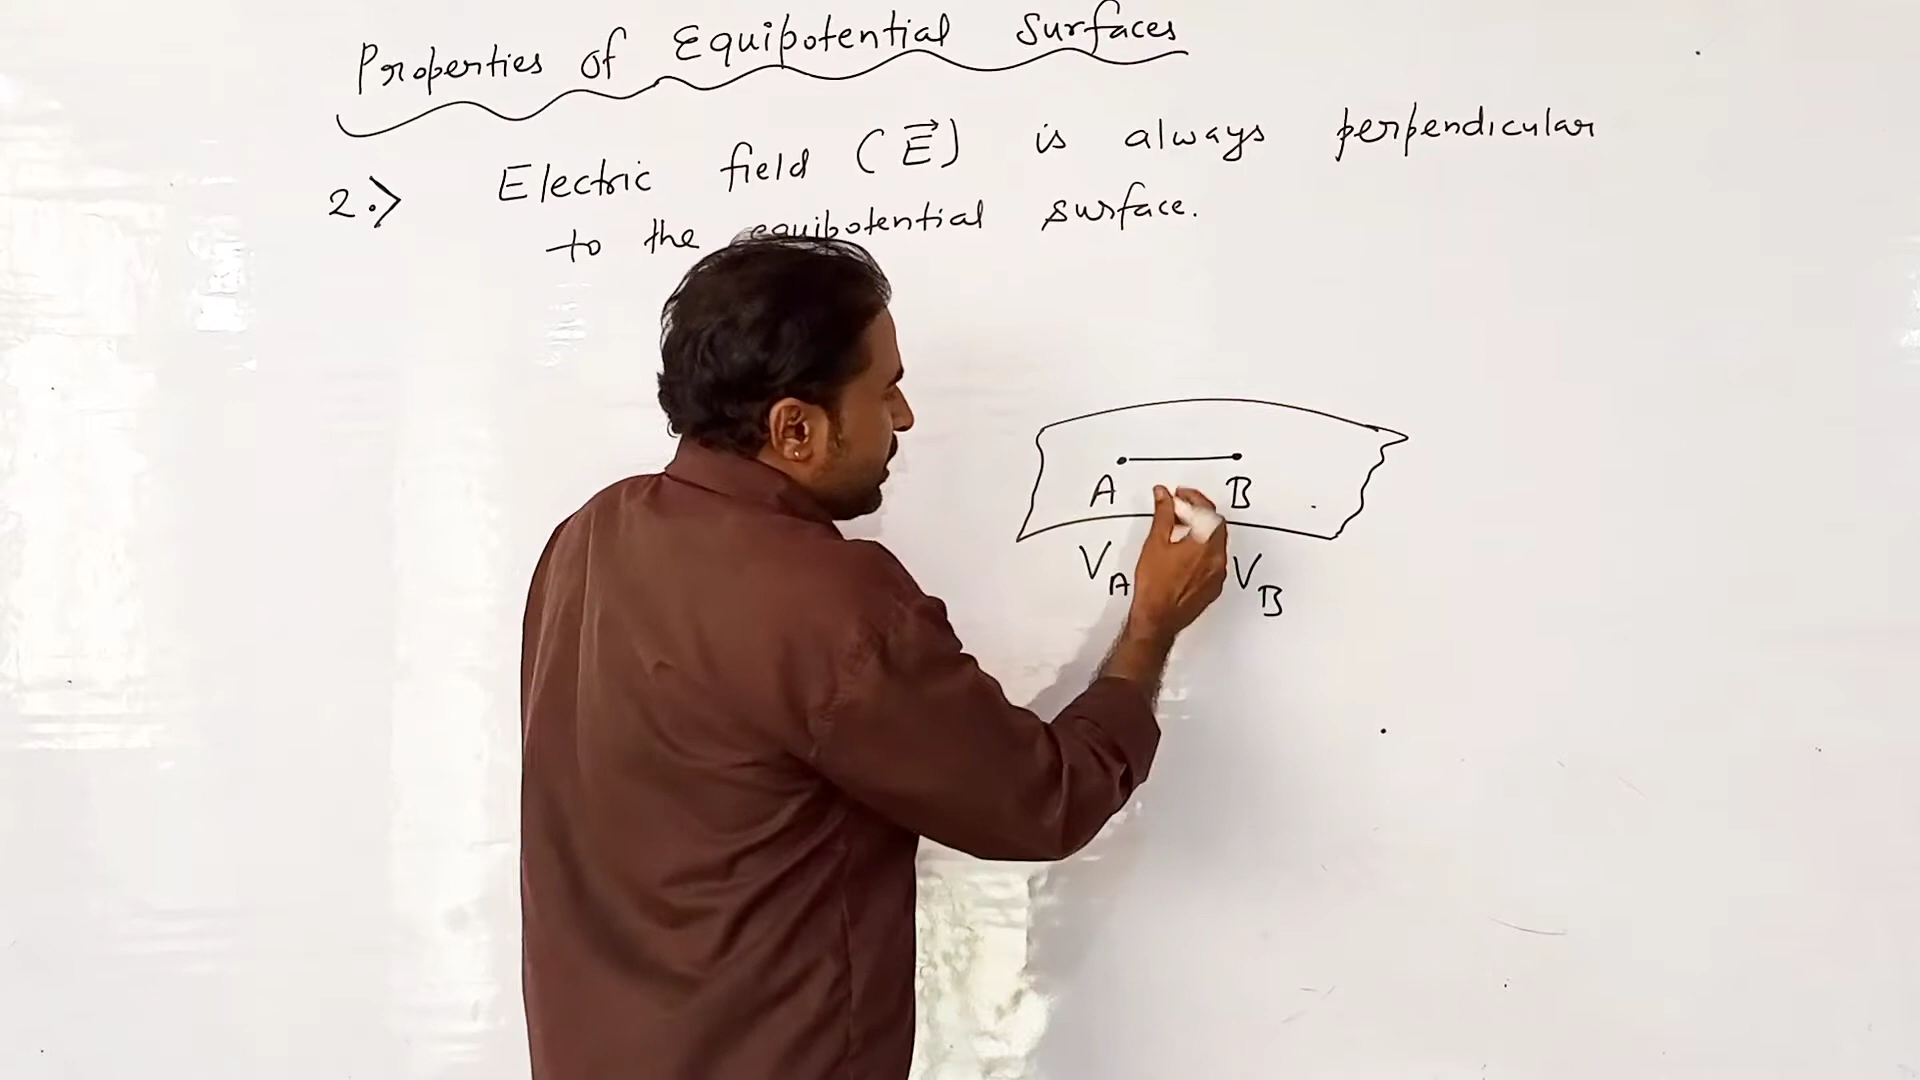 Properties of Equipotential Surfaces
2.) Electric field (E⃗) is always perpendicular
to the equipotential surface.
A B
V_A V_B